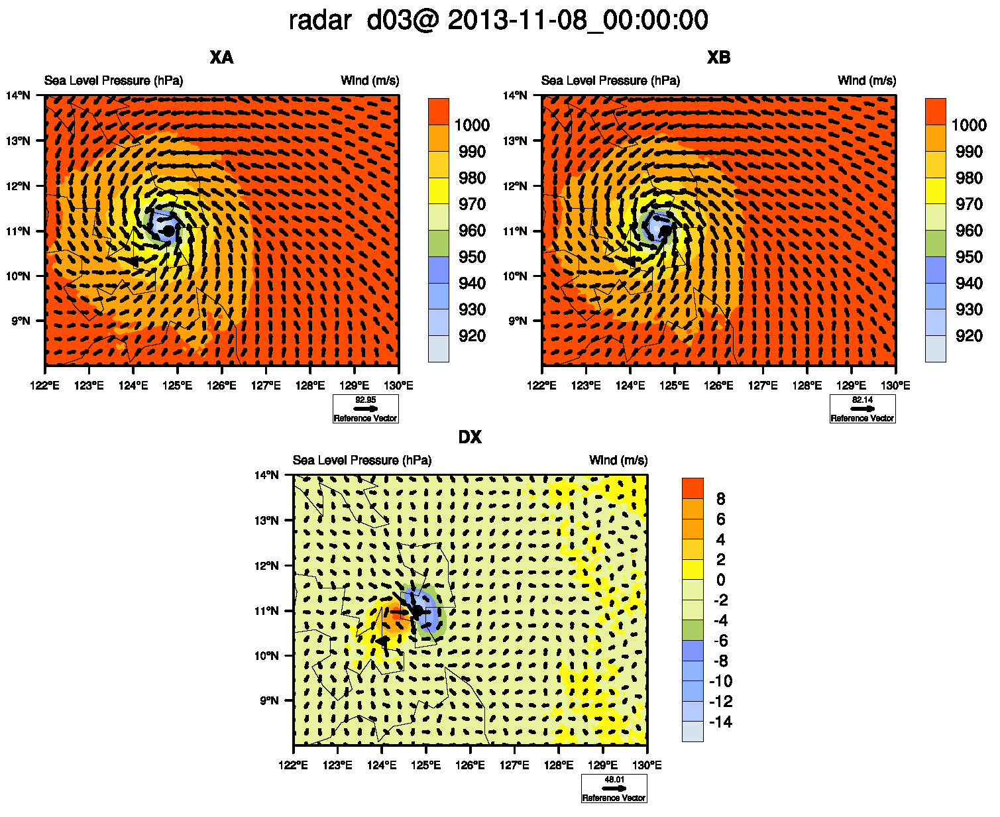 radar d03@ 2013-11-08_00:00:00
XA
Sea Level Pressure (hPa) Wind (m/s)
14°N
13°N
12°N
11°N
10°N
9°N
122°E 123°E 124°E 125°E 126°E 127°E 128°E 129°E 130°E
1000
990
980
970
960
950
940
930
920
92.95
Reference Vector
XB
Sea Level Pressure (hPa) Wind (m/s)
14°N
13°N
12°N
11°N
10°N
9°N
122°E 123°E 124°E 125°E 126°E 127°E 128°E 129°E 130°E
1000
990
980
970
960
950
940
930
920
82.14
Reference Vector
DX
Sea Level Pressure (hPa) Wind (m/s)
14°N
13°N
12°N
11°N
10°N
9°N
122°E 123°E 124°E 125°E 126°E 127°E 128°E 129°E 130°E
8
6
4
2
0
-2
-4
-6
-8
-10
-12
-14
48.01
Reference Vector